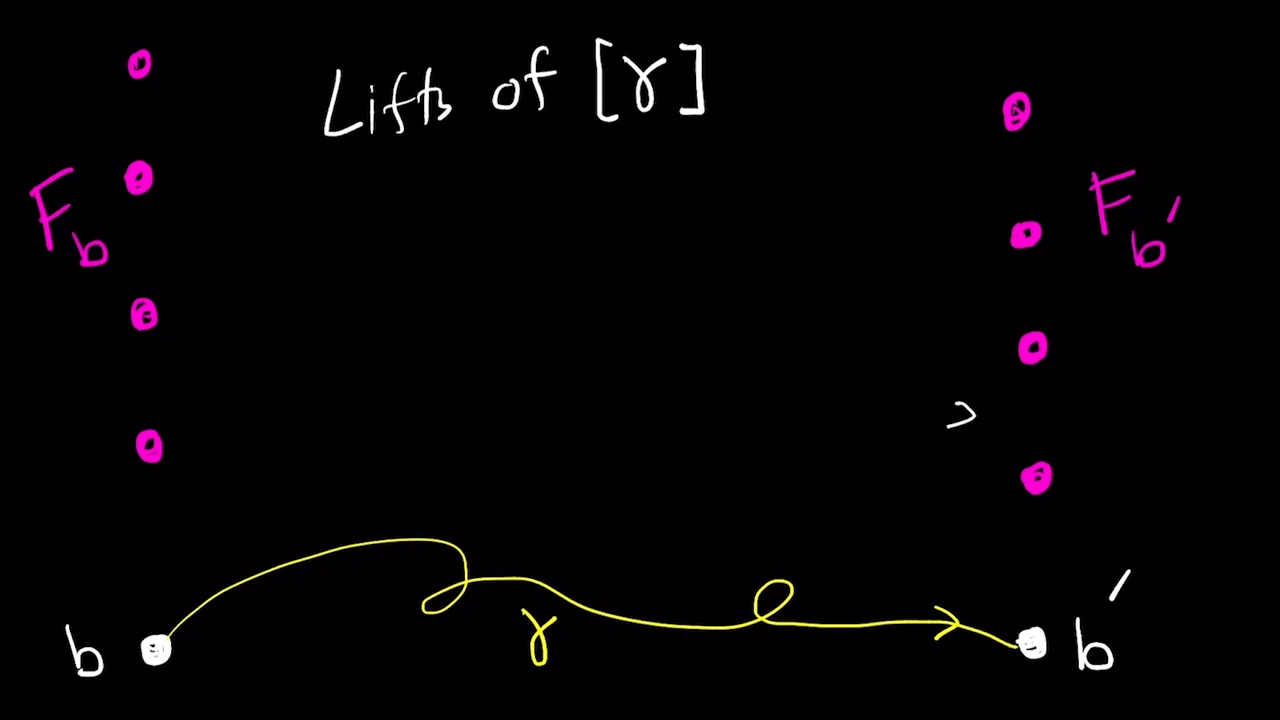 Lifts of [γ]
F_b
F_b′
>
γ
b
b′